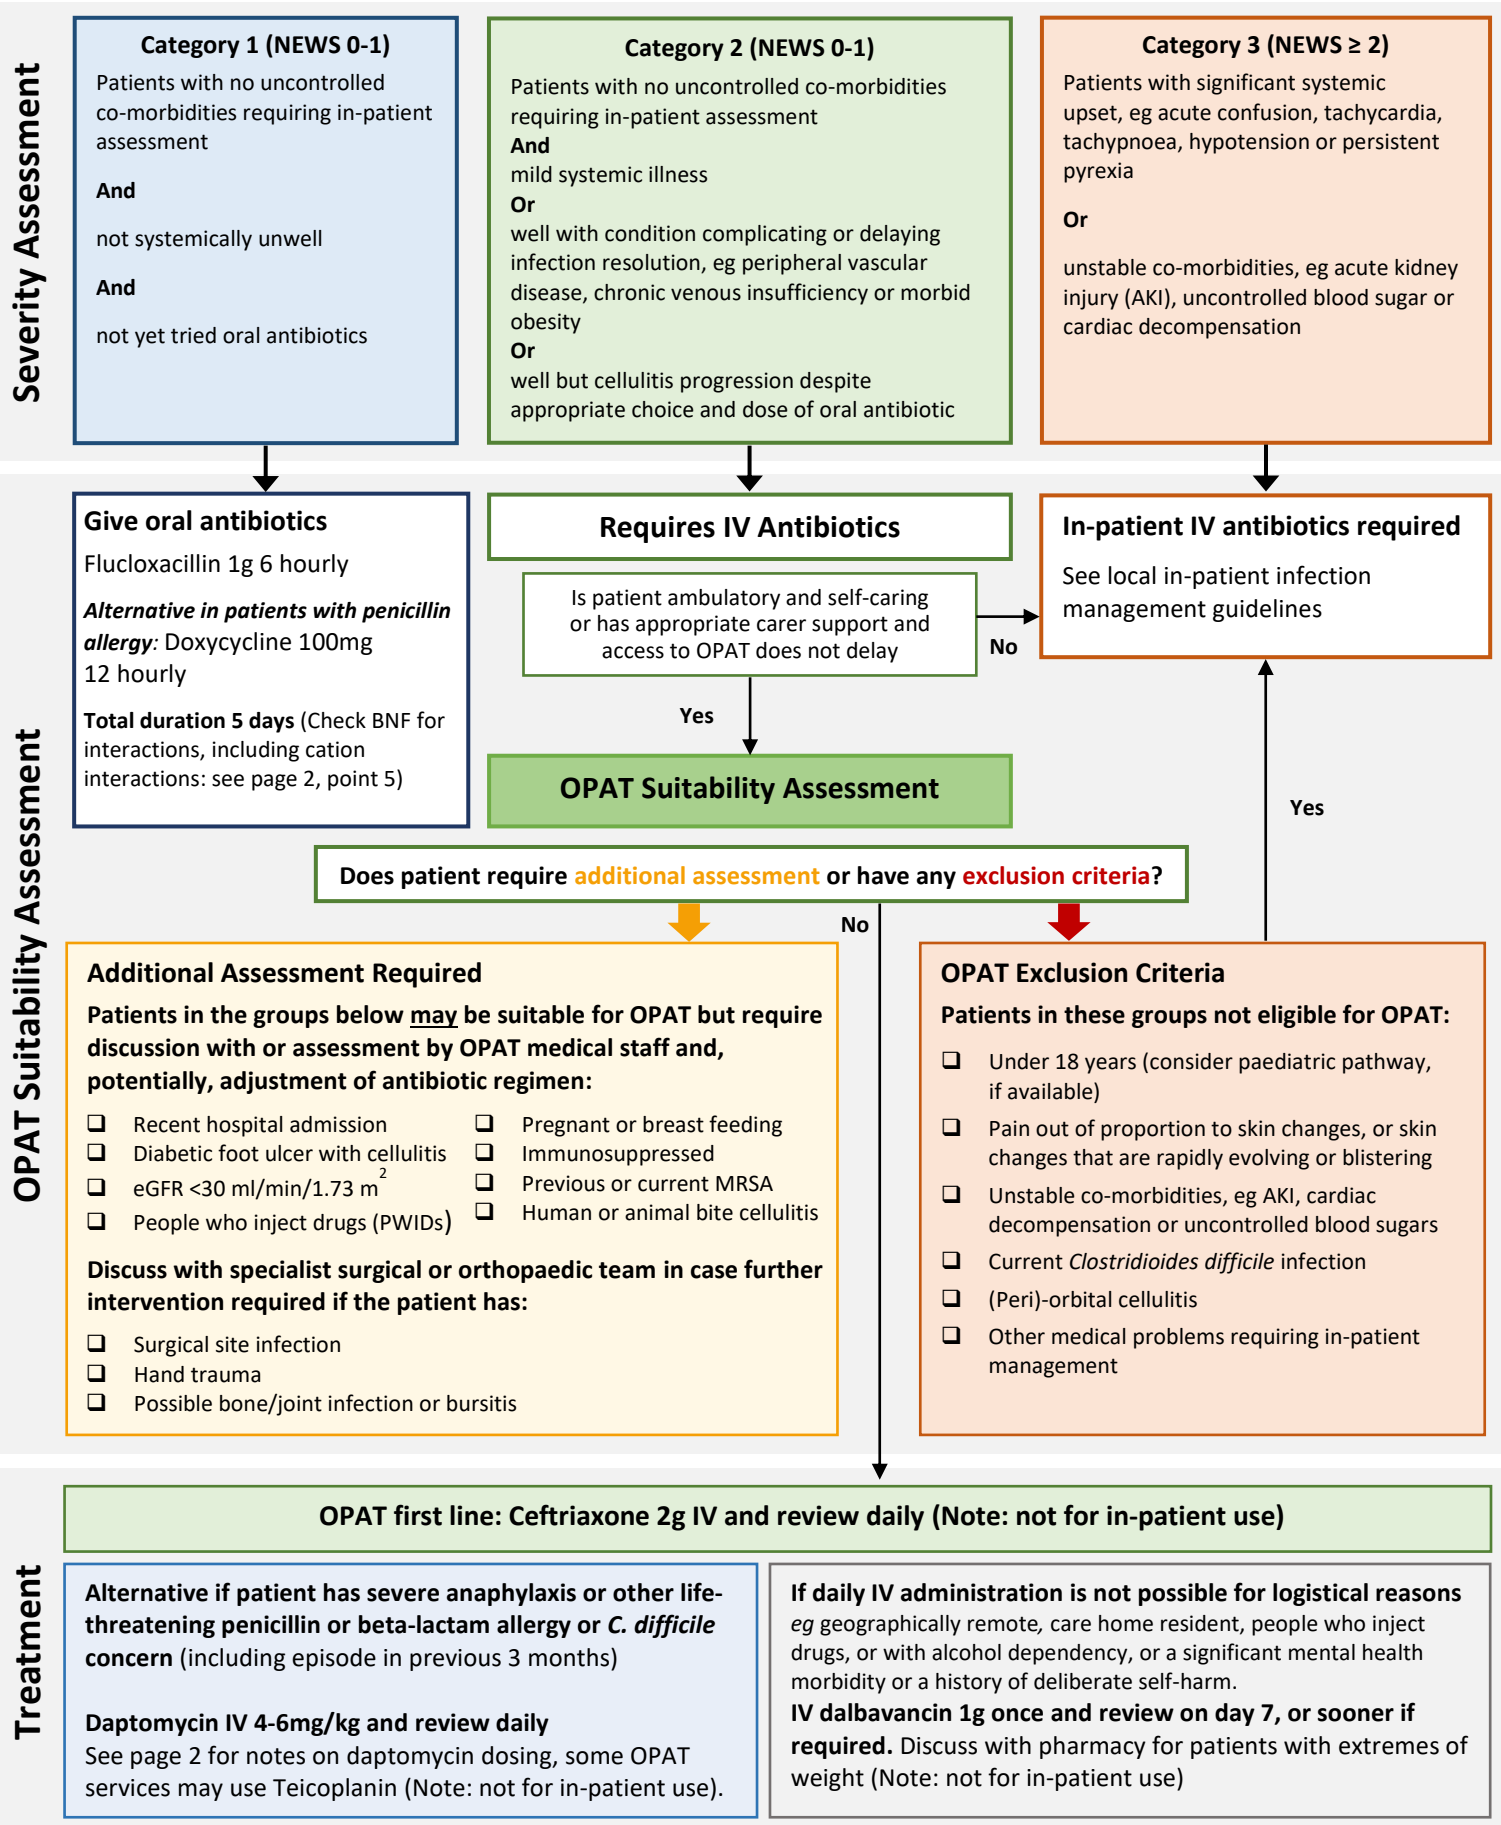 Severity Assessment
Category 1 (NEWS 0-1)
Patients with no uncontrolled
co-morbidities requiring in-patient
assessment
And
not systemically unwell
And
not yet tried oral antibiotics
Category 2 (NEWS 0-1)
Patients with no uncontrolled co-morbidities
requiring in-patient assessment
And
mild systemic illness
Or
well with condition complicating or delaying
infection resolution, eg peripheral vascular
disease, chronic venous insufficiency or morbid
obesity
Or
well but cellulitis progression despite
appropriate choice and dose of oral antibiotic
Category 3 (NEWS ≥ 2)
Patients with significant systemic
upset, eg acute confusion, tachycardia,
tachypnoea, hypotension or persistent
pyrexia
Or
unstable co-morbidities, eg acute kidney
injury (AKI), uncontrolled blood sugar or
cardiac decompensation
OPAT Suitability Assessment
Give oral antibiotics
Flucloxacillin 1g 6 hourly
Alternative in patients with penicillin
allergy: Doxycycline 100mg
12 hourly
Total duration 5 days (Check BNF for
interactions, including cation
interactions: see page 2, point 5)
Requires IV Antibiotics
Is patient ambulatory and self-caring
or has appropriate carer support and
access to OPAT does not delay
No
Yes
In-patient IV antibiotics required
See local in-patient infection
management guidelines
OPAT Suitability Assessment
Yes
Does patient require additional assessment or have any exclusion criteria?
No
Additional Assessment Required
Patients in the groups below may be suitable for OPAT but require
discussion with or assessment by OPAT medical staff and,
potentially, adjustment of antibiotic regimen:
❑ Recent hospital admission
❑ Diabetic foot ulcer with cellulitis
❑ eGFR <30 ml/min/1.73 m²
❑ People who inject drugs (PWIDs)
❑ Pregnant or breast feeding
❑ Immunosuppressed
❑ Previous or current MRSA
❑ Human or animal bite cellulitis
Discuss with specialist surgical or orthopaedic team in case further
intervention required if the patient has:
❑ Surgical site infection
❑ Hand trauma
❑ Possible bone/joint infection or bursitis
OPAT Exclusion Criteria
Patients in these groups not eligible for OPAT:
❑ Under 18 years (consider paediatric pathway,
if available)
❑ Pain out of proportion to skin changes, or skin
changes that are rapidly evolving or blistering
❑ Unstable co-morbidities, eg AKI, cardiac
decompensation or uncontrolled blood sugars
❑ Current Clostridioides difficile infection
❑ (Peri)-orbital cellulitis
❑ Other medical problems requiring in-patient
management
Treatment
OPAT first line: Ceftriaxone 2g IV and review daily (Note: not for in-patient use)
Alternative if patient has severe anaphylaxis or other life-
threatening penicillin or beta-lactam allergy or C. difficile
concern (including episode in previous 3 months)
Daptomycin IV 4-6mg/kg and review daily
See page 2 for notes on daptomycin dosing, some OPAT
services may use Teicoplanin (Note: not for in-patient use).
If daily IV administration is not possible for logistical reasons
eg geographically remote, care home resident, people who inject
drugs, or with alcohol dependency, or a significant mental health
morbidity or a history of deliberate self-harm.
IV dalbavancin 1g once and review on day 7, or sooner if
required. Discuss with pharmacy for patients with extremes of
weight (Note: not for in-patient use)